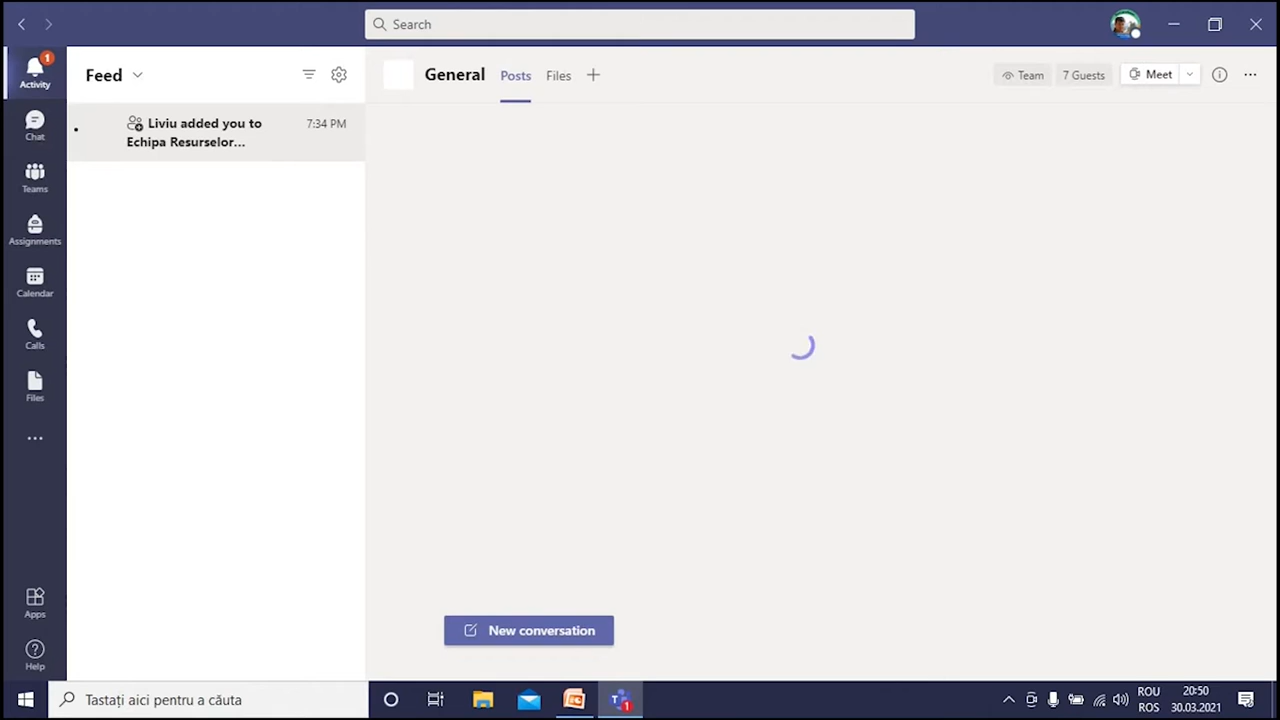 Search
1
Activity
Feed
General
Posts
Files
Team
7 Guests
Meet
Liviu added you to
7:34 PM
Echipa Resurselor...
Chat
Teams
Assignments
Calendar
Calls
Files
Apps
Help
New conversation
Tastați aici pentru a căuta
1
ROU
ROS
20:50
30.03.2021